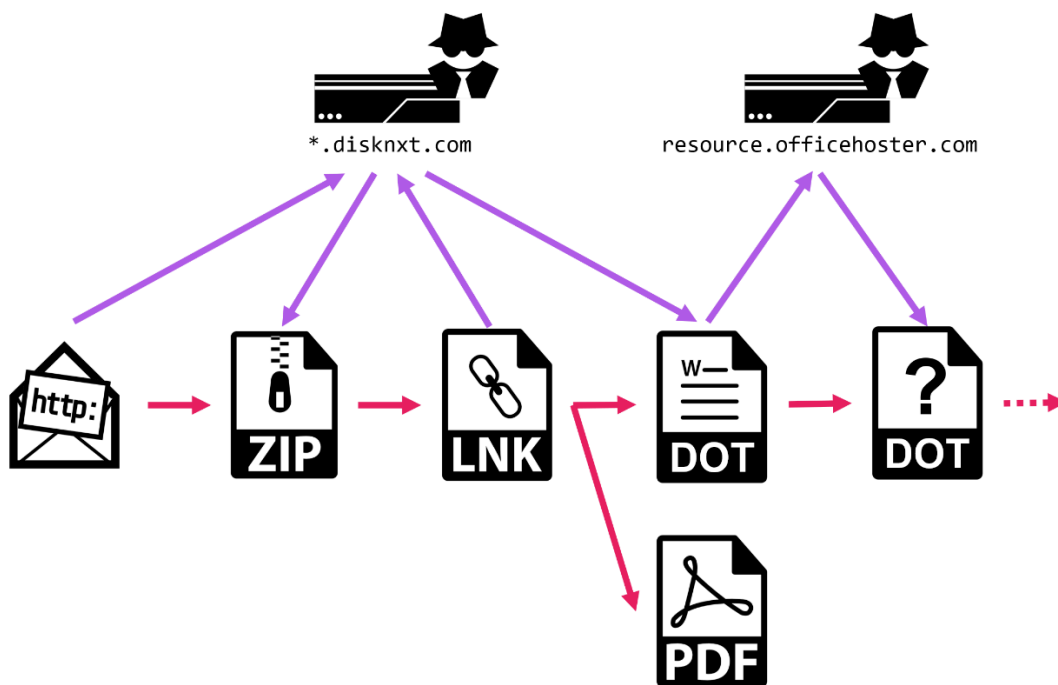 *.disknxt.com
resource.officehoster.com
http:
ZIP
LNK
W
DOT
?
DOT
PDF